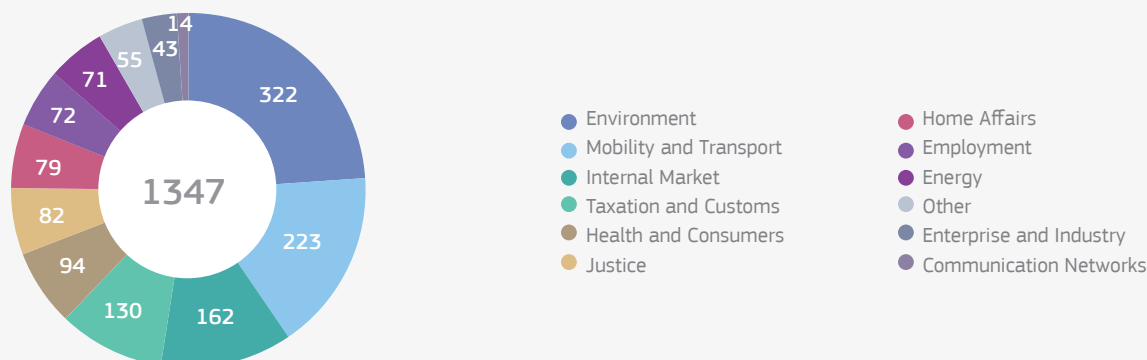 14
43
55
71
322
72
79
1347
82
223
94
130
162
Environment
Mobility and Transport
Internal Market
Taxation and Customs
Health and Consumers
Justice
Home Affairs
Employment
Energy
Other
Enterprise and Industry
Communication Networks